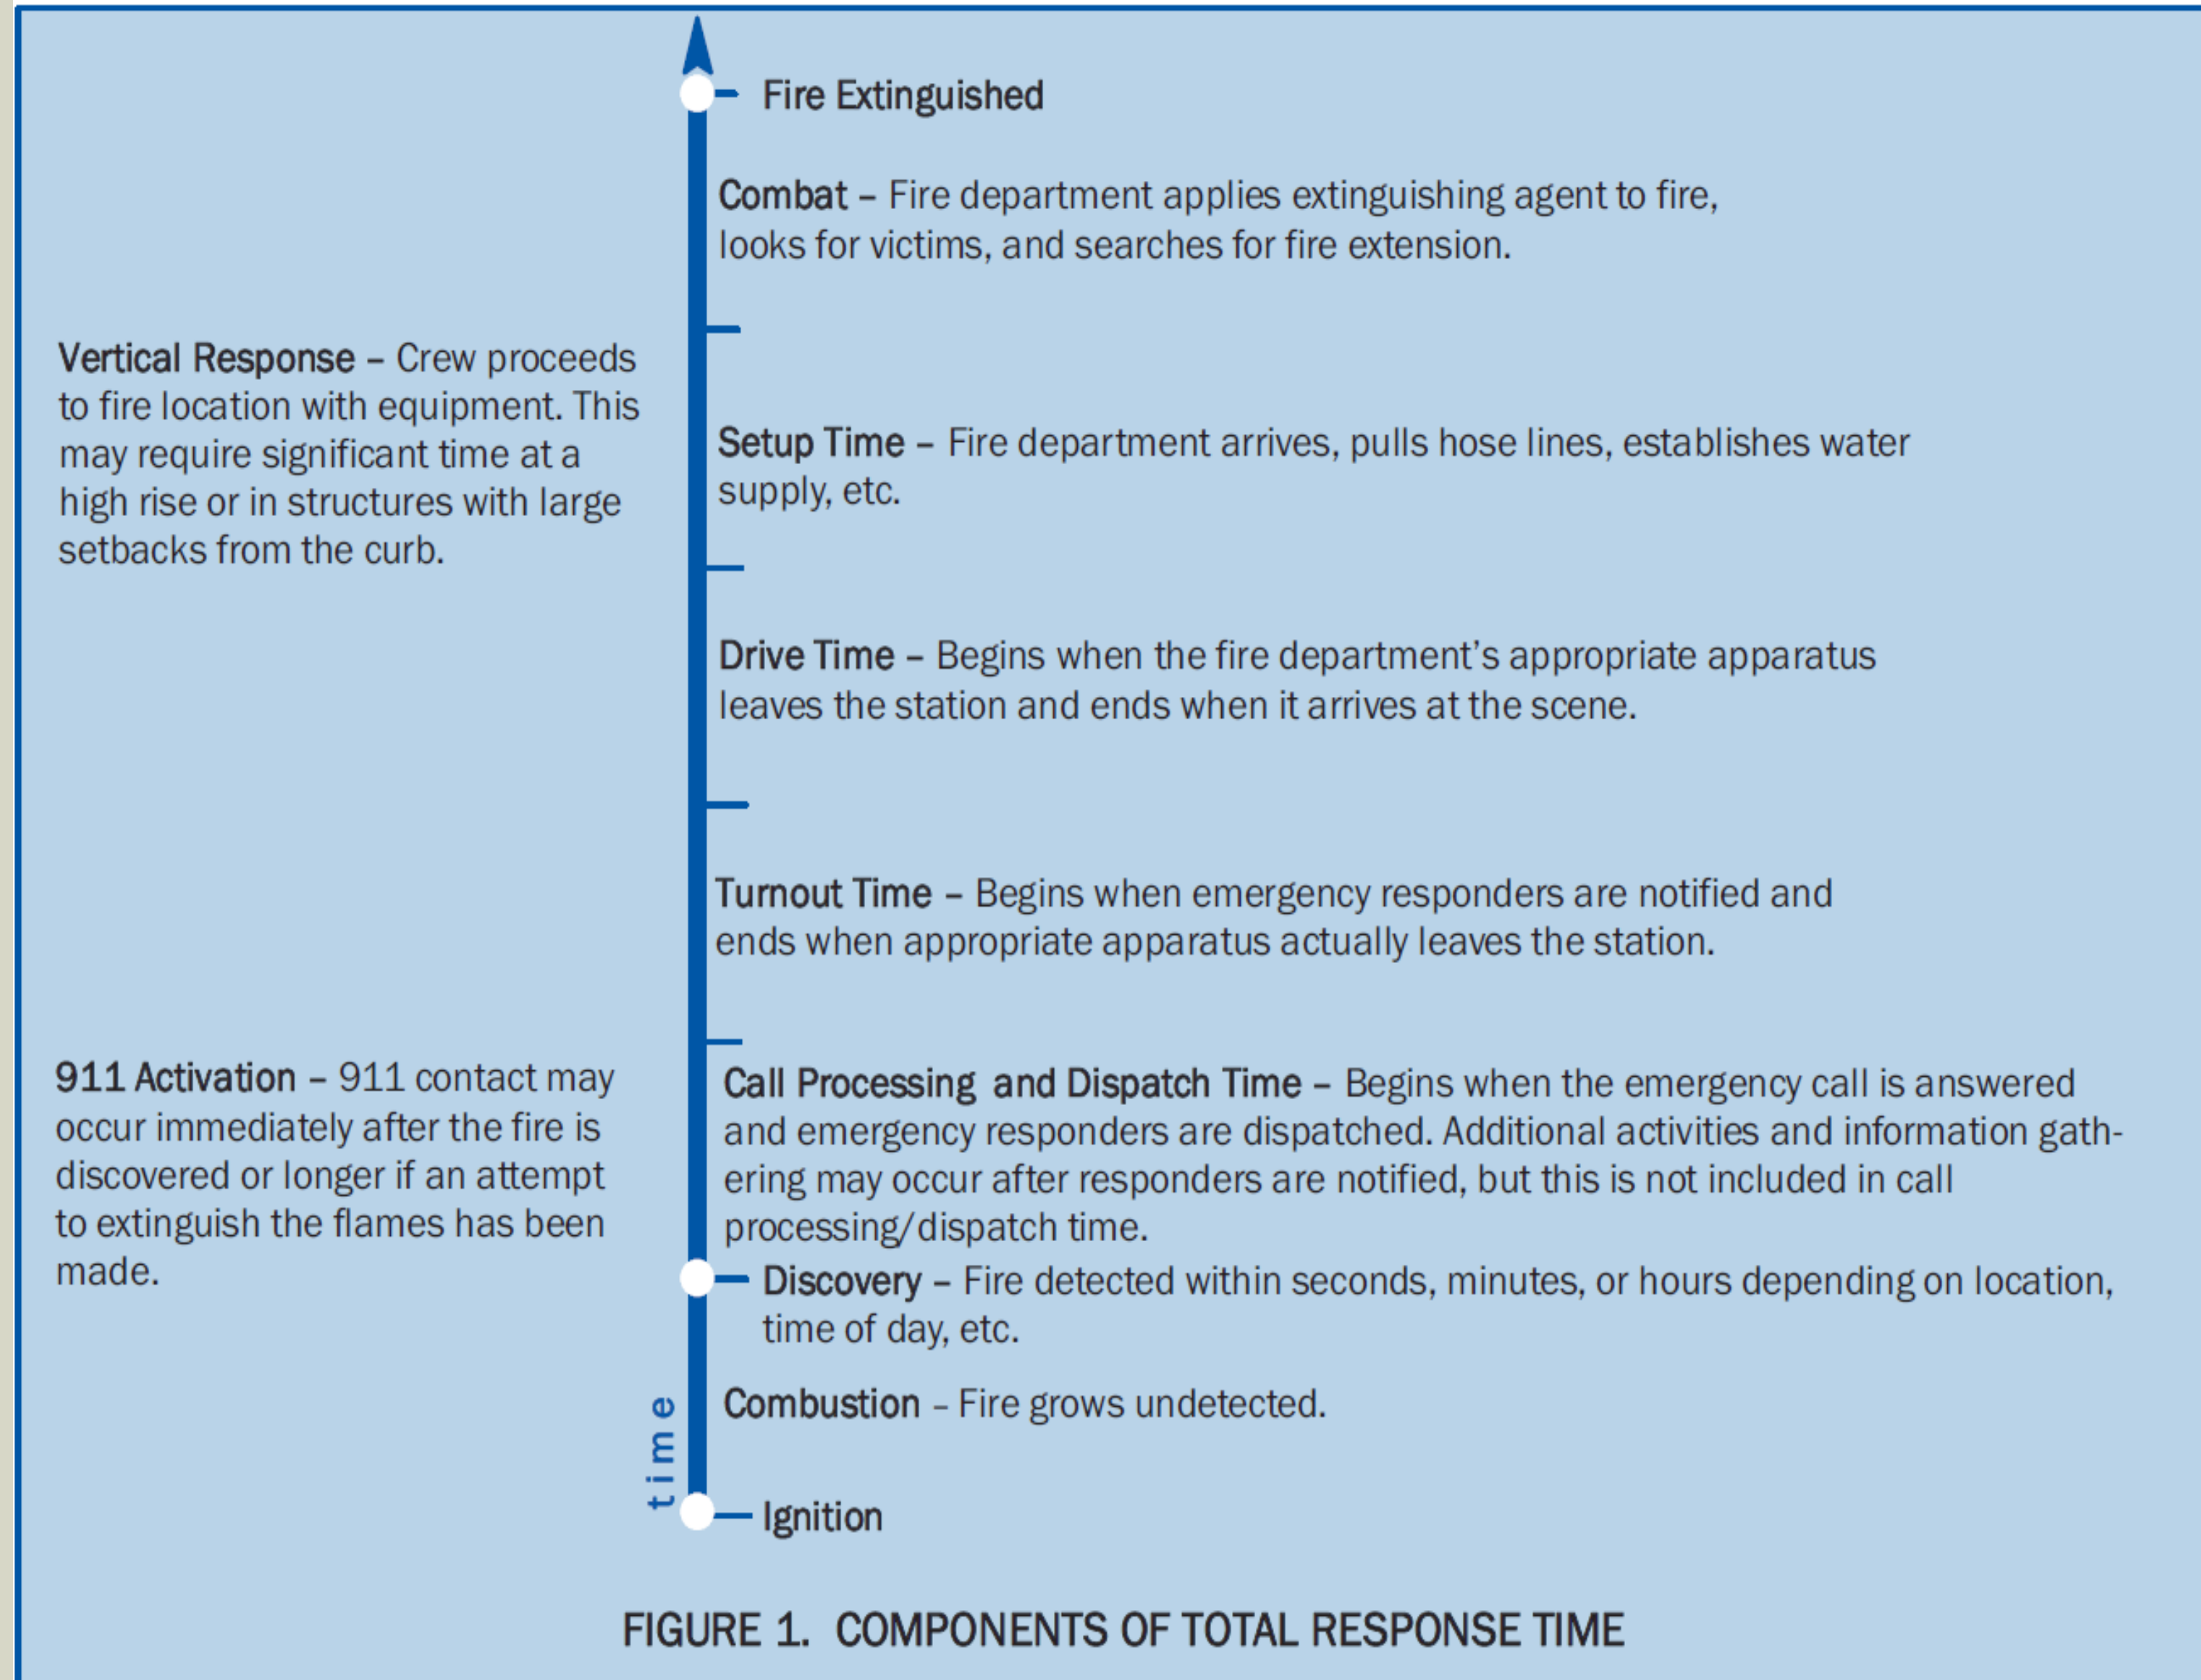 Fire Extinguished
Combat – Fire department applies extinguishing agent to fire,
looks for victims, and searches for fire extension.
Vertical Response – Crew proceeds
to fire location with equipment. This
may require significant time at a
high rise or in structures with large
setbacks from the curb.
Setup Time – Fire department arrives, pulls hose lines, establishes water
supply, etc.
Drive Time – Begins when the fire department's appropriate apparatus
leaves the station and ends when it arrives at the scene.
Turnout Time – Begins when emergency responders are notified and
ends when appropriate apparatus actually leaves the station.
911 Activation – 911 contact may
occur immediately after the fire is
discovered or longer if an attempt
to extinguish the flames has been
made.
Call Processing and Dispatch Time – Begins when the emergency call is answered
and emergency responders are dispatched. Additional activities and information gath-
ering may occur after responders are notified, but this is not included in call
processing/dispatch time.
Discovery – Fire detected within seconds, minutes, or hours depending on location,
time of day, etc.
Combustion – Fire grows undetected.
time
Ignition
FIGURE 1. COMPONENTS OF TOTAL RESPONSE TIME